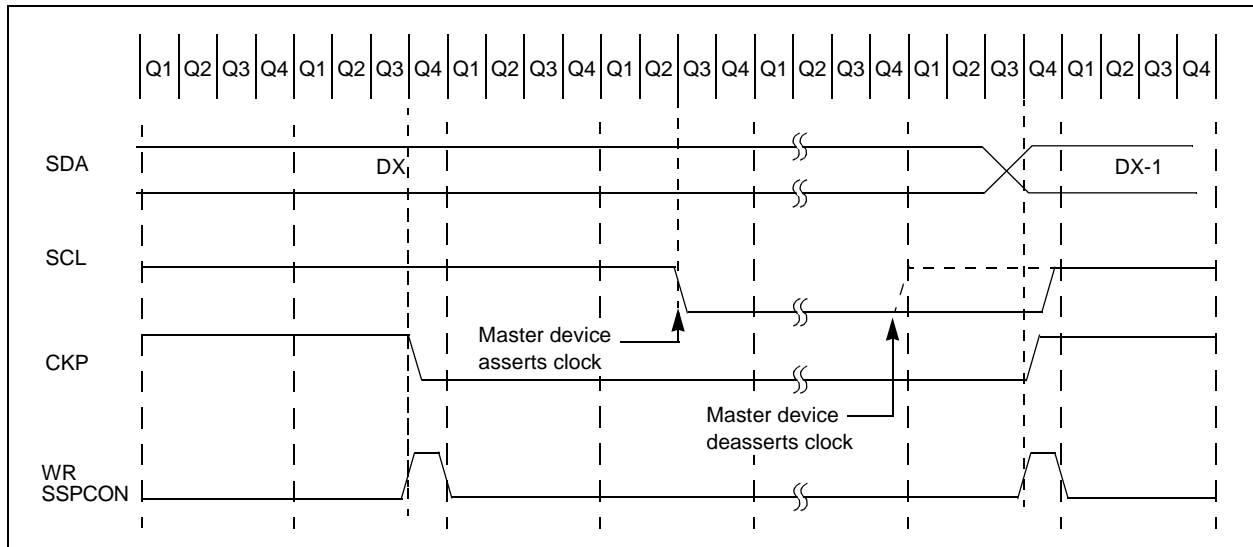 Q1 Q2 Q3 Q4 Q1 Q2 Q3 Q4 Q1 Q2 Q3 Q4 Q1 Q2 Q3 Q4 Q1 Q2 Q3 Q4 Q1 Q2 Q3 Q4 Q1 Q2 Q3 Q4
SDA
DX
DX-1
SCL
Master device
asserts clock
CKP
Master device
deasserts clock
WR
SSPCON